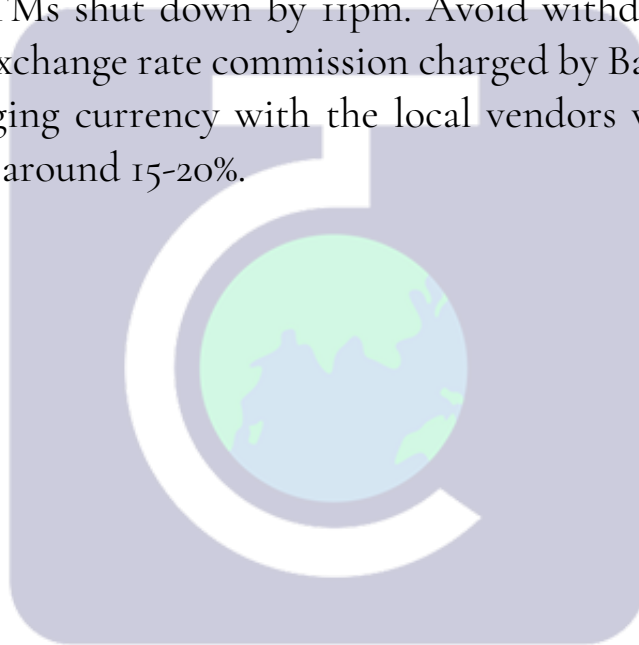 Ms shut down by 11pm. Avoid withd
xchange rate commission charged by Ba
ging currency with the local vendors
around 15-20%.